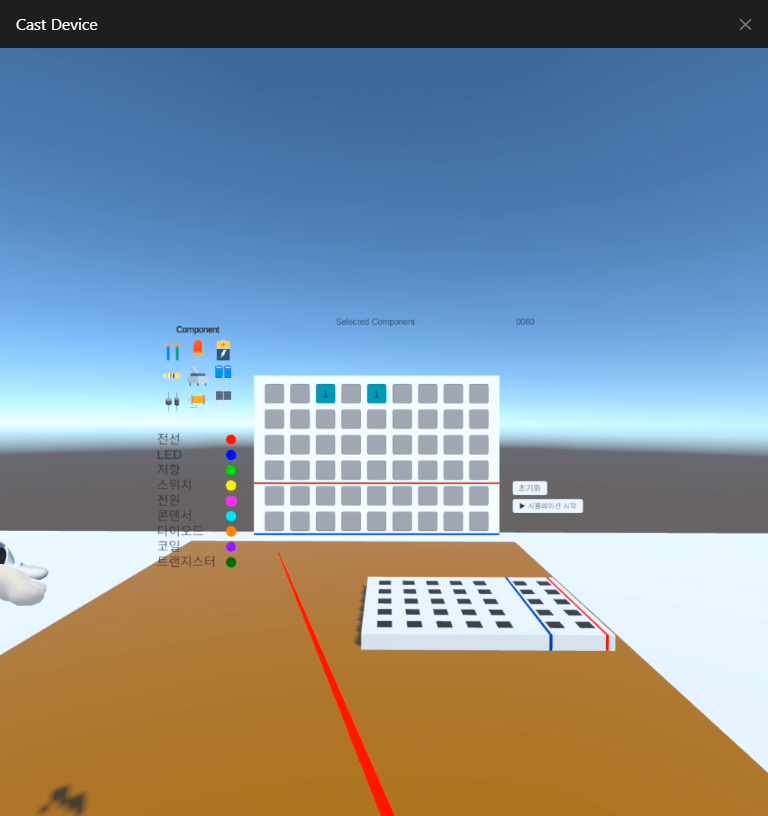 Cast Device
Selected Component
0060
Component
1 1
전선
LED
저항
스위치
전원
콘덴서
다이오드
코일
트랜지스터
초기화
▶ 시뮬레이션 시작